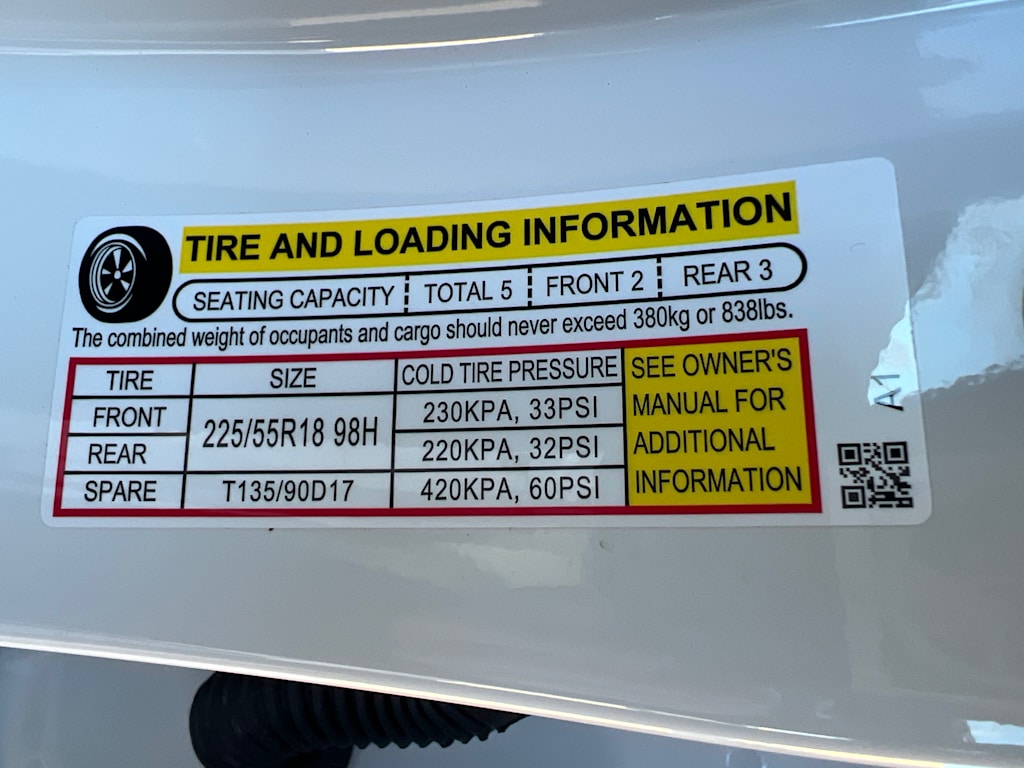 TIRE AND LOADING INFORMATION
SEATING CAPACITY TOTAL 5 FRONT 2 REAR 3
The combined weight of occupants and cargo should never exceed 380kg or 838lbs.
TIRE SIZE COLD TIRE PRESSURE
FRONT 225/55R18 98H 230KPA, 33PSI
REAR 220KPA, 32PSI
SPARE T135/90D17 420KPA, 60PSI
SEE OWNER'S
MANUAL FOR
ADDITIONAL
INFORMATION
A1